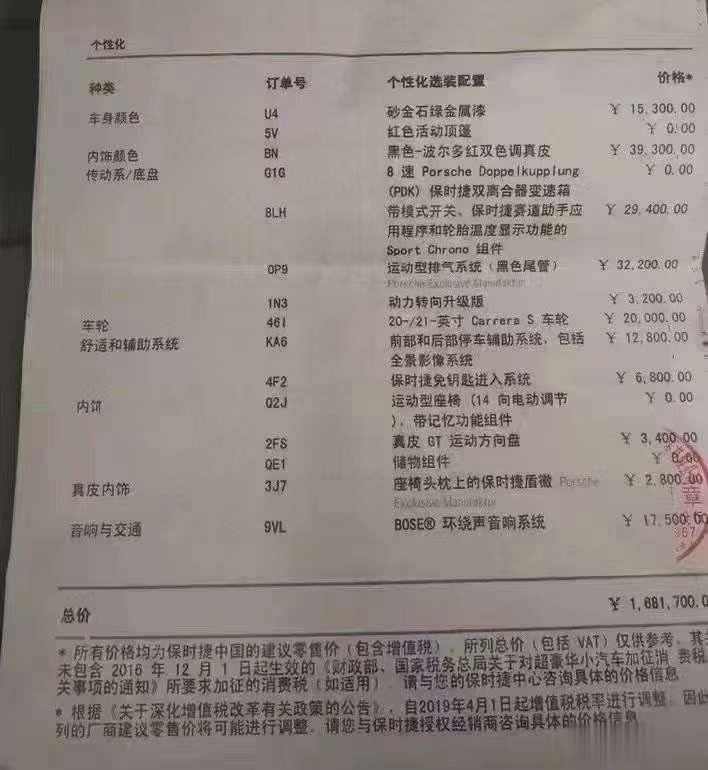 个性化
种类 订单号 个性化选装配置 价格*
车身颜色 U4 砂金石绿金属漆 ¥ 15,300.00
5V 红色活动顶篷 ¥ 0.00
内饰颜色 BN 黑色-波尔多红双色调真皮 ¥ 39,300.00
传动系/底盘 G1G 8 速 Porsche Doppelkupplung ¥ 0.00
(PDK) 保时捷双离合器变速箱
8LH 带模式开关、保时捷赛道助手应 ¥ 29,400.00
用程序和轮胎温度显示功能的
Sport Chrono 组件
0P9 运动型排气系统（黑色尾管） ¥ 32,200.00
Porsche Exclusive Manufaktur
1N3 动力转向升级版 ¥ 3,200.00
车轮 46I 20-/21-英寸 Carrera S 车轮 ¥ 20,000.00
舒适和辅助系统 KA6 前部和后部停车辅助系统，包括 ¥ 12,800.00
全景影像系统
4F2 保时捷免钥匙进入系统 ¥ 6,800.00
内饰 Q2J 运动型座椅 (14 向电动调节 ¥ 0.00
), 带记忆功能组件
2FS 真皮 GT 运动方向盘 ¥ 3,400.00
QE1 储物组件 ¥ 0.00
真皮内饰 3J7 座椅头枕上的保时捷盾徽 Porsche ¥ 2,800.00
Exclusive Manufaktur
音响与交通 9VL BOSE® 环绕声音响系统 ¥ 17,500.00
章
总价 ¥ 1,681,700.0
* 所有价格均为保时捷中国的建议零售价（包含增值税）。所列总价（包括 VAT）仅供参考，其
未包含 2016 年 12 月 1 日起生效的《财政部、国家税务总局关于对超豪华小汽车加征消 费税
关事项的通知》所要求加征的消费税（如适用）。请与您的保时捷中心咨询具体的价格信息
* 根据《关于深化增值税改革有关政策的公告》，自2019年4月1日起增值税税率进行调整，因此
列的厂商建议零售价将可能进行调整。请您与保时捷授权经销商咨询具体的价格信息